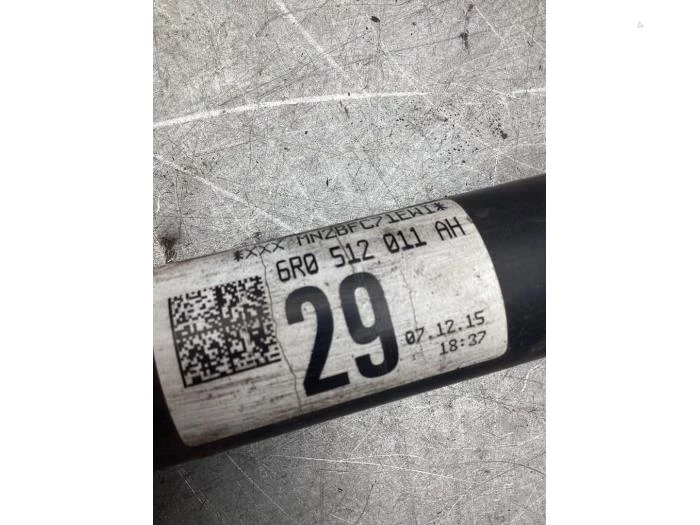 *XXX MN2BFC71EW1*
6R0 512 011 AH
29
07.12.15
18:37